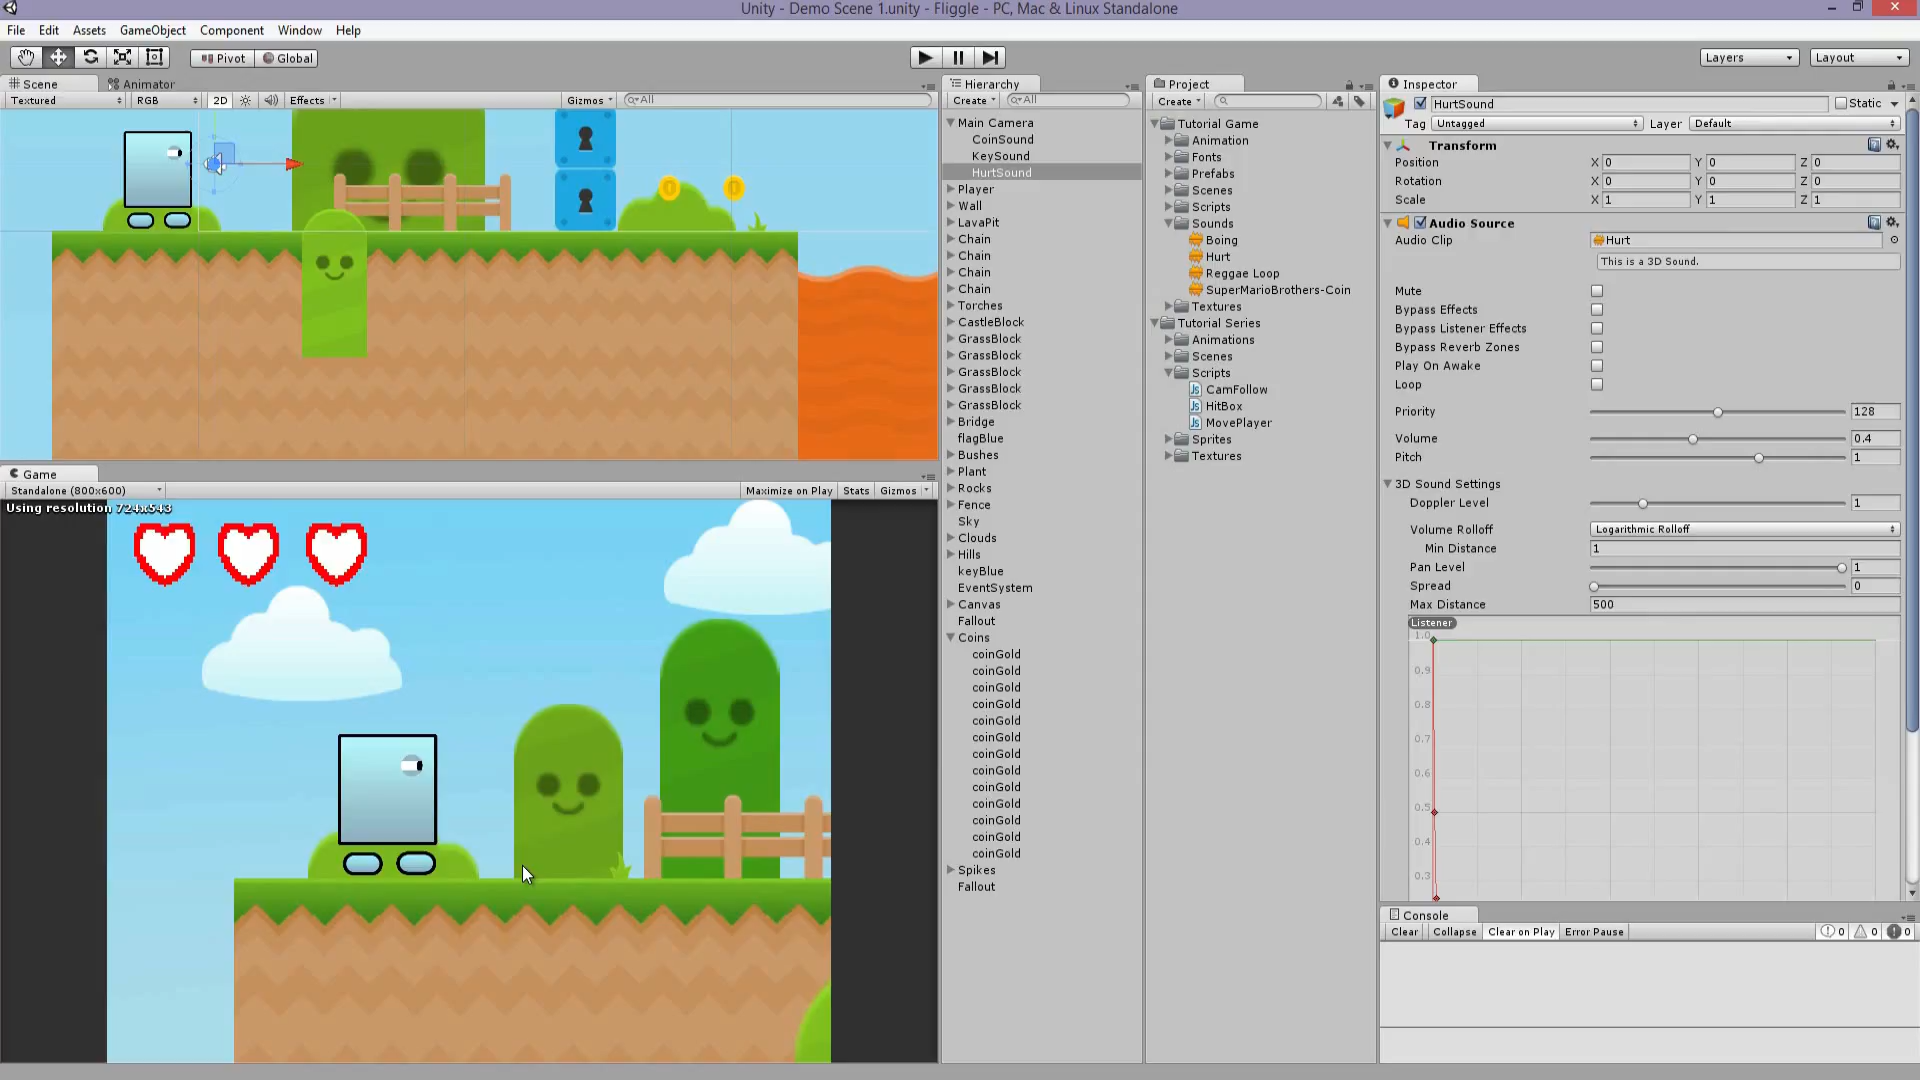 Unity - Demo Scene 1.unity - Fliggle - PC, Mac & Linux Standalone
File Edit Assets GameObject Component Window Help
Pivot Global Layers Layout
Scene Animator
Textured RGB 2D Effects Gizmos All
Game
Standalone (800x600) Maximize on Play Stats Gizmos
Using resolution 724x543
Hierarchy
Create All
Main Camera
CoinSound
KeySound
HurtSound
Player
Wall
LavaPit
Chain
Chain
Chain
Chain
Torches
CastleBlock
GrassBlock
GrassBlock
GrassBlock
GrassBlock
GrassBlock
Bridge
flagBlue
Bushes
Plant
Rocks
Fence
Sky
Clouds
Hills
keyBlue
EventSystem
Canvas
Fallout
Coins
coinGold
coinGold
coinGold
coinGold
coinGold
coinGold
coinGold
coinGold
coinGold
coinGold
coinGold
coinGold
coinGold
Spikes
Fallout
Project
Create
Tutorial Game
Animation
Fonts
Prefabs
Scenes
Scripts
Sounds
Boing
Hurt
Reggae Loop
SuperMarioBrothers-Coin
Textures
Tutorial Series
Animations
Scenes
Scripts
CamFollow
HitBox
MovePlayer
Sprites
Textures
Inspector
HurtSound Static
Tag Untagged Layer Default
Transform
Position X 0 Y 0 Z 0
Rotation X 0 Y 0 Z 0
Scale X 1 Y 1 Z 1
Audio Source
Audio Clip Hurt
This is a 3D Sound.
Mute
Bypass Effects
Bypass Listener Effects
Bypass Reverb Zones
Play On Awake
Loop
Priority 128
Volume 0.4
Pitch 1
3D Sound Settings
Doppler Level 1
Volume Rolloff Logarithmic Rolloff
Min Distance 1
Pan Level 1
Spread 0
Max Distance 500
Listener
1.0
0.9
0.8
0.7
0.6
0.5
0.4
0.3
Console
Clear Collapse Clear on Play Error Pause 0 0 0